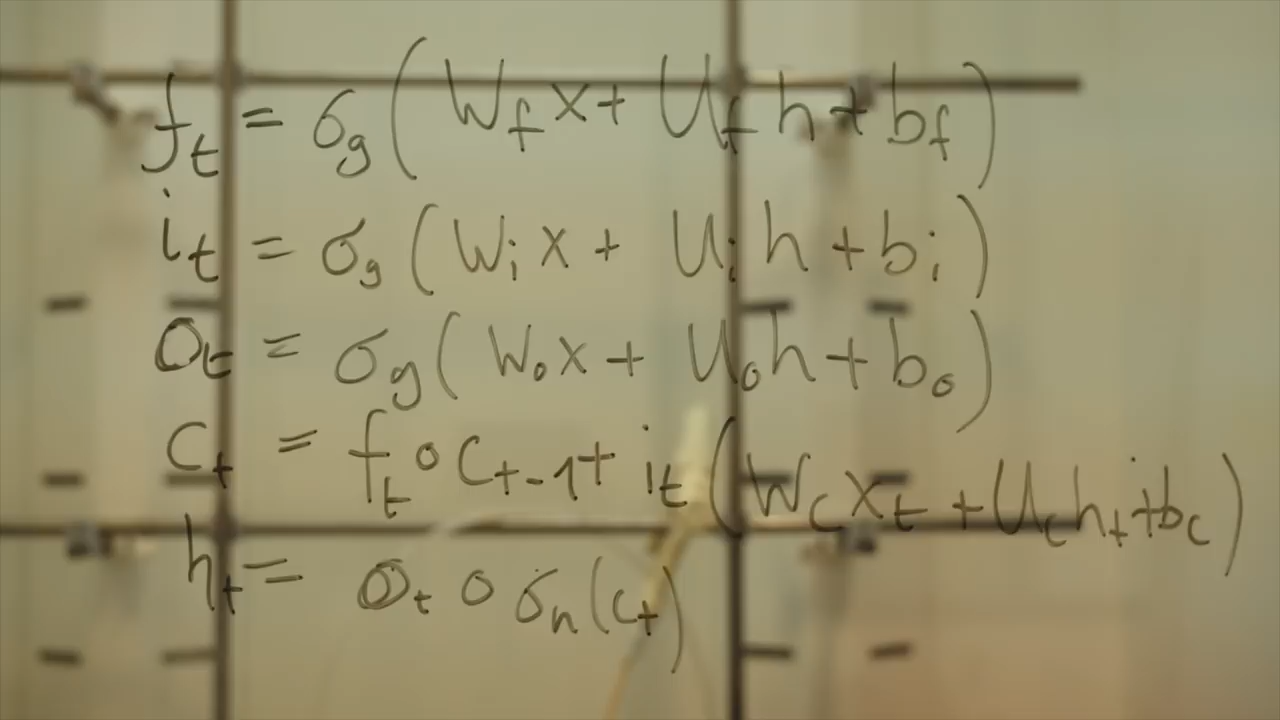 f_t = σ_g(W_f x + U_f h + b_f)
i_t = σ_g(W_i x + U_i h + b_i)
o_t = σ_g(W_o x + U_o h + b_o)
c_t = f_t ∘ c_{t-1} + i_t (W_c x_t + U_c h_t + b_c)
h_t = o_t ∘ σ_h(c_t)